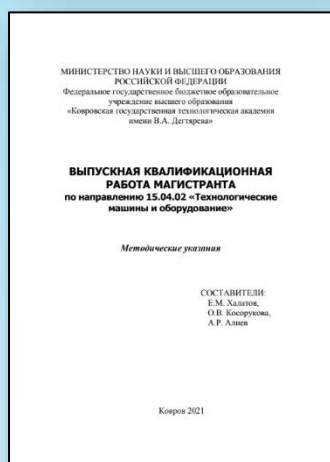 МИНИСТЕРСТВО НАУКИ И ВЫСШЕГО ОБРАЗОВАНИЯ
РОССИЙСКОЙ ФЕДЕРАЦИИ
Федеральное государственное бюджетное образовательное
учреждение высшего образования
«Ковровская государственная технологическая академия
имени В.А. Дегтярева»
ВЫПУСКНАЯ КВАЛИФИКАЦИОННАЯ
РАБОТА МАГИСТРАНТА
по направлению 15.04.02 «Технологические
машины и оборудование»
Методические указания
СОСТАВИТЕЛИ:
Е.М. Халатов,
О.В. Косорукова,
А.Р. Алиев
Ковров 2021